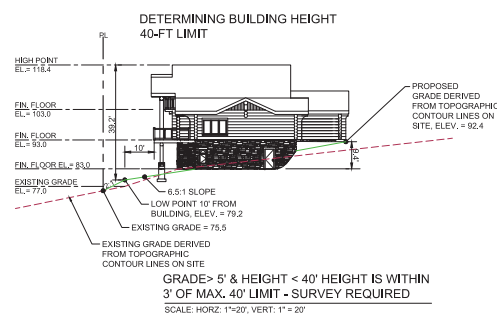 DETERMINING BUILDING HEIGHT
40-FT LIMIT
PL
HIGH POINT
EL.= 118.4
FIN. FLOOR
EL.= 103.0
FIN. FLOOR
EL.= 93.0
FIN. FLOOR EL.= 83.0
EXISTING GRADE
EL.= 77.0
39.2'
10'
9.4'
PROPOSED
GRADE DERIVED
FROM TOPOGRAPHIC
CONTOUR LINES ON
SITE, ELEV. = 92.4
6.5:1 SLOPE
LOW POINT 10' FROM
BUILDING, ELEV. = 79.2
EXISTING GRADE = 75.5
EXISTING GRADE DERIVED
FROM TOPOGRAPHIC
CONTOUR LINES ON SITE
GRADE> 5' & HEIGHT < 40' HEIGHT IS WITHIN
3' OF MAX. 40' LIMIT - SURVEY REQUIRED
SCALE: HORZ: 1"=20', VERT: 1" = 20'